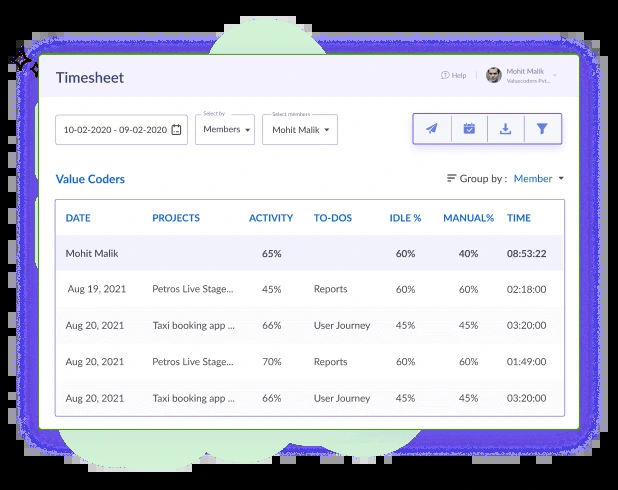 Timesheet
Help
Mohit Malik
Valuecoders Pvt...
Select by
Select members
10-02-2020 - 09-02-2020
Members
Mohit Malik
Value Coders
Group by : Member
DATE PROJECTS ACTIVITY TO-DOS IDLE % MANUAL% TIME
Mohit Malik 65% 60% 40% 08:53:22
Aug 19, 2021 Petros Live Stage... 45% Reports 60% 60% 02:18:00
Aug 20, 2021 Taxi booking app ... 66% User Journey 45% 45% 03:20:00
Aug 20, 2021 Petros Live Stage... 70% Reports 60% 60% 01:49:00
Aug 20, 2021 Taxi booking app ... 66% User Journey 45% 45% 03:20:00